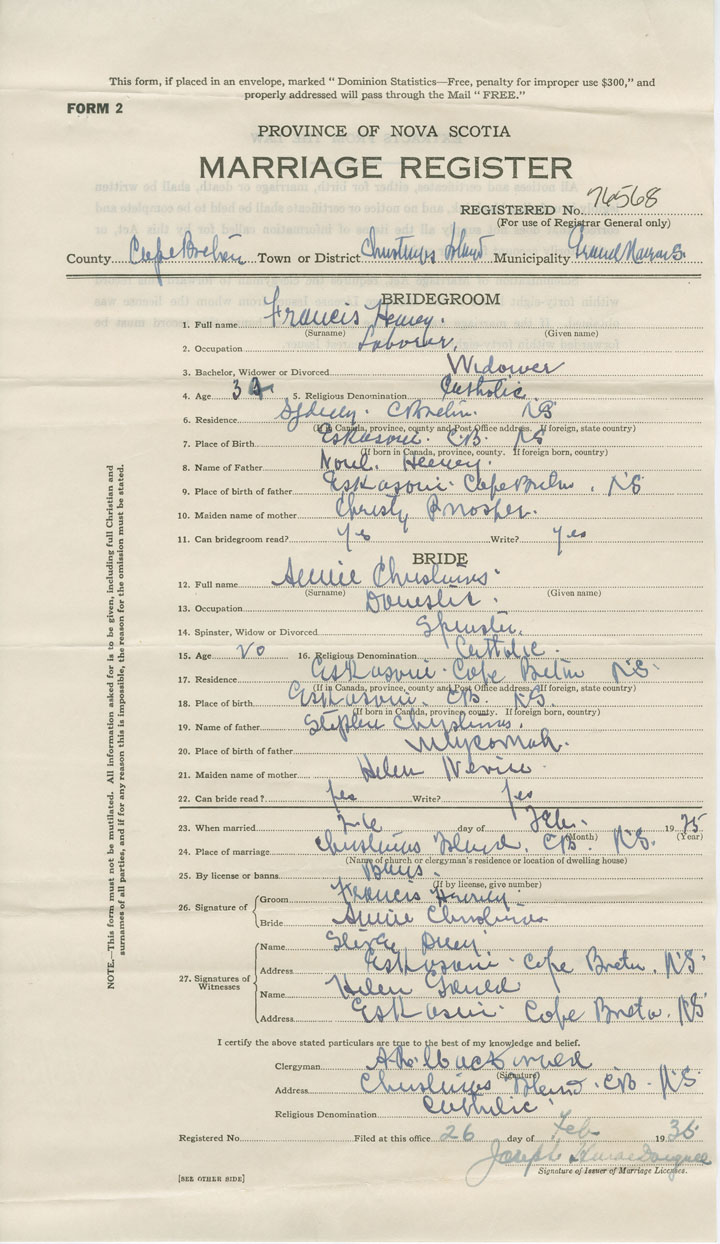 This form, if placed in an envelope, marked " Dominion Statistics—Free, penalty for improper use $300," and
properly addressed will pass through the Mail " FREE."
FORM 2
PROVINCE OF NOVA SCOTIA
MARRIAGE REGISTER
REGISTERED No. 76568
(For use of Registrar General only)
County Cape Breton Town or District Christmas Island Municipality
BRIDEGROOM
1. Full name Francis
(Surname) (Given name)
2. Occupation Laborer.
3. Bachelor, Widower or Divorced Widower
4. Age 5. Religious Denomination Catholic.
6. Residence Sydney. C Breton NS
(If in Canada, province, county and Post Office address. If foreign, state country)
7. Place of Birth Eskasoni. C.B. NS
(If born in Canada, province, county. If foreign born, country)
8. Name of Father Noel
9. Place of birth of father Eskasoni. Cape Breton. NS
10. Maiden name of mother Christy Prosper.
11. Can bridegroom read? Yes Write? Yes
BRIDE
12. Full name Annie
(Surname) (Given name)
13. Occupation Domestic.
14. Spinster, Widow or Divorced Spinster.
15. Age 20 16. Religious Denomination Catholic.
17. Residence Eskasoni. Cape Breton NS.
(If in Canada, province, county and Post Office address. If foreign, state country)
18. Place of birth Eskasoni. CB. NS.
(If born in Canada, province, county. If foreign born, country)
19. Name of father Stephen
20. Place of birth of father
21. Maiden name of mother Helen
22. Can bride read? yes Write? yes
23. When married day of Feb. 19
(Month) (Year)
24. Place of marriage Christmas Island. C.B. NS.
(Name of church or clergyman's residence or location of dwelling house)
25. By license or banns Banns.
(If by license, give number)
26. Signature of Groom Francis
Bride Annie
27. Signatures of Witnesses Name
Address Eskasoni. Cape Breton. NS.
Name Helen Gould
Address Eskasoni. Cape Breton. NS
I certify the above stated particulars are true to the best of my knowledge and belief.
Clergyman
(Signature)
Address Christmas Island. CB. NS
Religious Denomination Catholic
Registered No. Filed at this office 26 day of Feb 1935
Joseph
Signature of Issuer of Marriage Licenses.
[SEE OTHER SIDE]
NOTE.—This form must not be mutilated. All information asked for is to be given, including full Christian and
surnames of all parties, and if for any reason this is impossible, the reason for the omission must be stated.